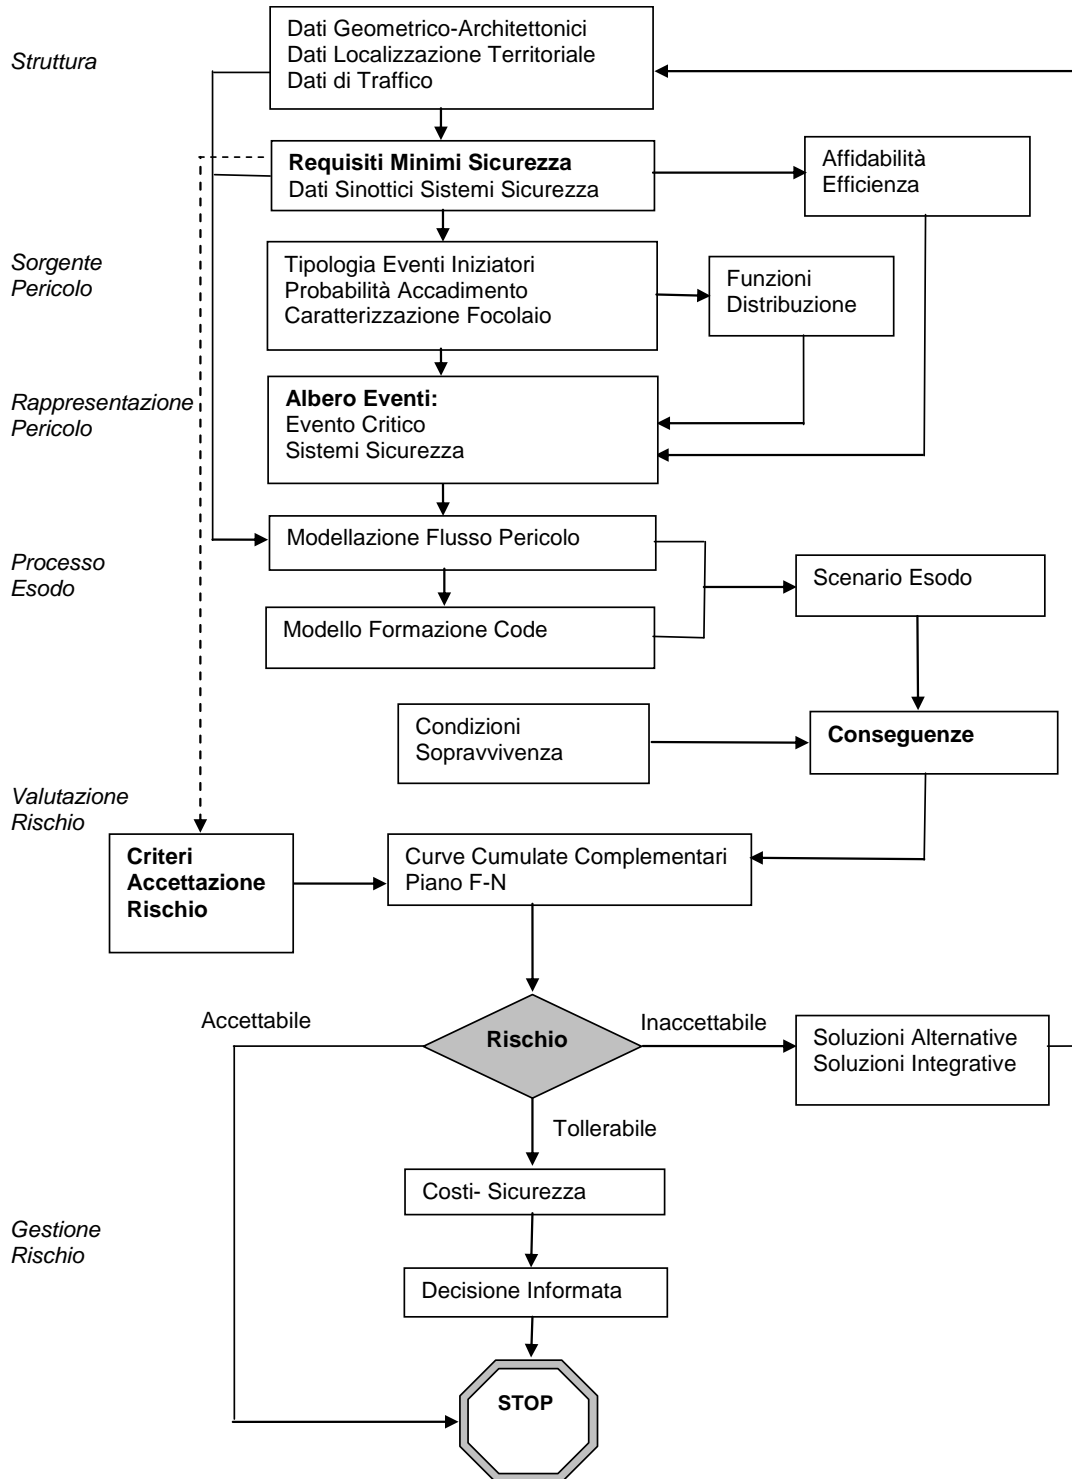 Dati Geometrico-Architettonici
Dati Localizzazione Territoriale
Dati di Traffico
Struttura
Requisiti Minimi Sicurezza
Dati Sinottici Sistemi Sicurezza
Affidabilità
Efficienza
Sorgente
Pericolo
Tipologia Eventi Iniziatori
Probabilità Accadimento
Caratterizzazione Focolaio
Funzioni
Distribuzione
Rappresentazione
Pericolo
Albero Eventi:
Evento Critico
Sistemi Sicurezza
Modellazione Flusso Pericolo
Processo
Esodo
Scenario Esodo
Modello Formazione Code
Condizioni
Sopravvivenza
Conseguenze
Valutazione
Rischio
Criteri
Accettazione
Rischio
Curve Cumulate Complementari
Piano F-N
Accettabile
Rischio
Inaccettabile
Soluzioni Alternative
Soluzioni Integrative
Tollerabile
Costi- Sicurezza
Gestione
Rischio
Decisione Informata
STOP